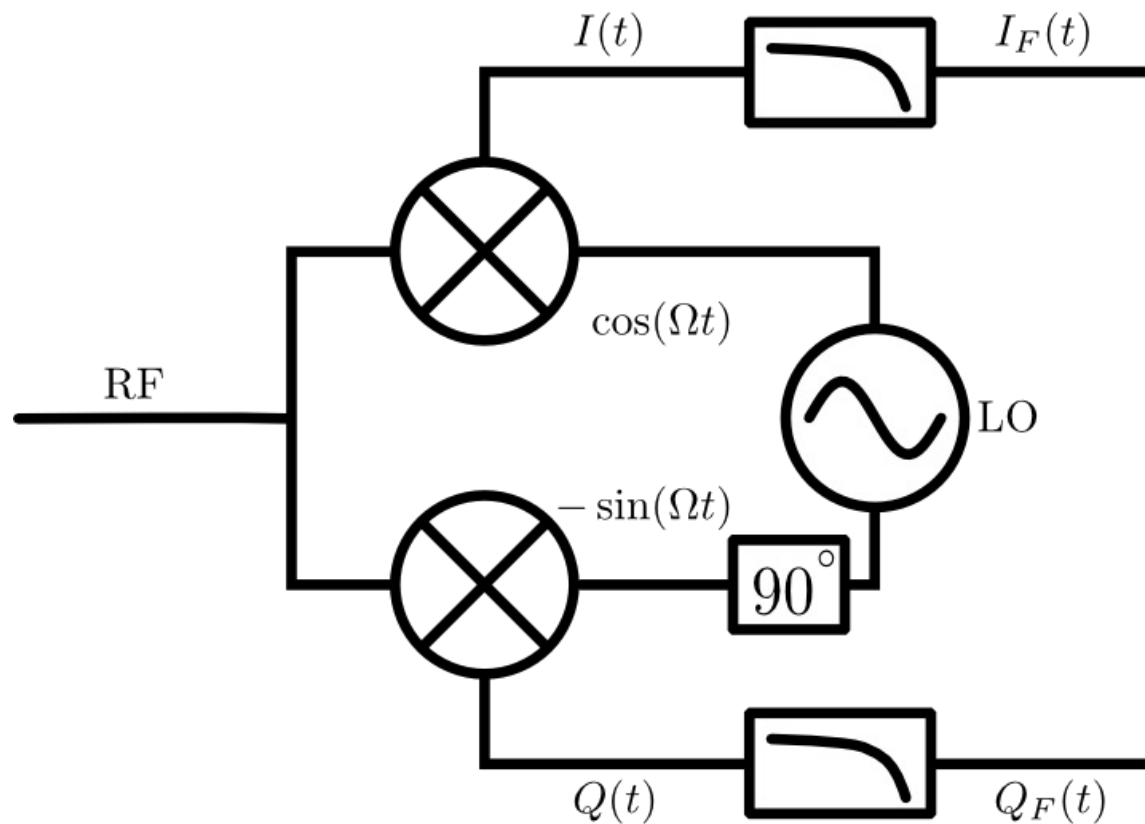 I(t)
I_F(t)
cos(Ωt)
RF
LO
− sin(Ωt)
90°
Q(t)
Q_F(t)